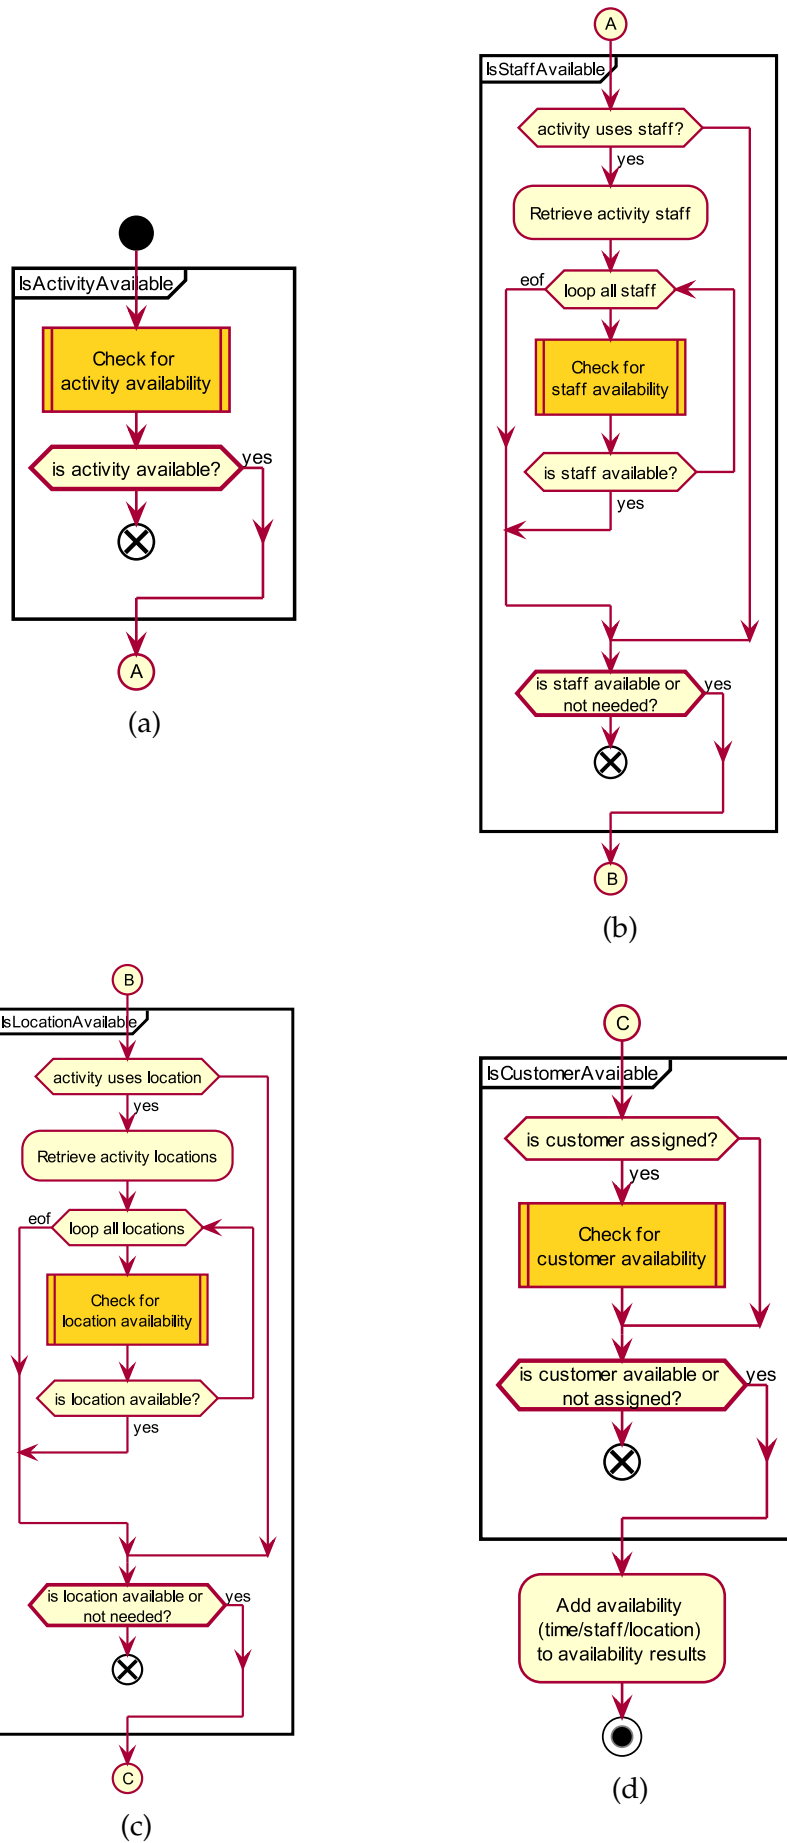 IsActivityAvailable
Check for
activity availability
is activity available?
yes
A
(a)
A
IsStaffAvailable
activity uses staff?
yes
Retrieve activity staff
eof
loop all staff
Check for
staff availability
is staff available?
yes
is staff available or
not needed?
yes
B
(b)
B
IsLocationAvailable
activity uses location
yes
Retrieve activity locations
eof
loop all locations
Check for
location availability
is location available?
yes
is location available or
not needed?
yes
C
(c)
C
IsCustomerAvailable
is customer assigned?
yes
Check for
customer availability
is customer available or
not assigned?
yes
Add availability
(time/staff/location)
to availability results
(d)